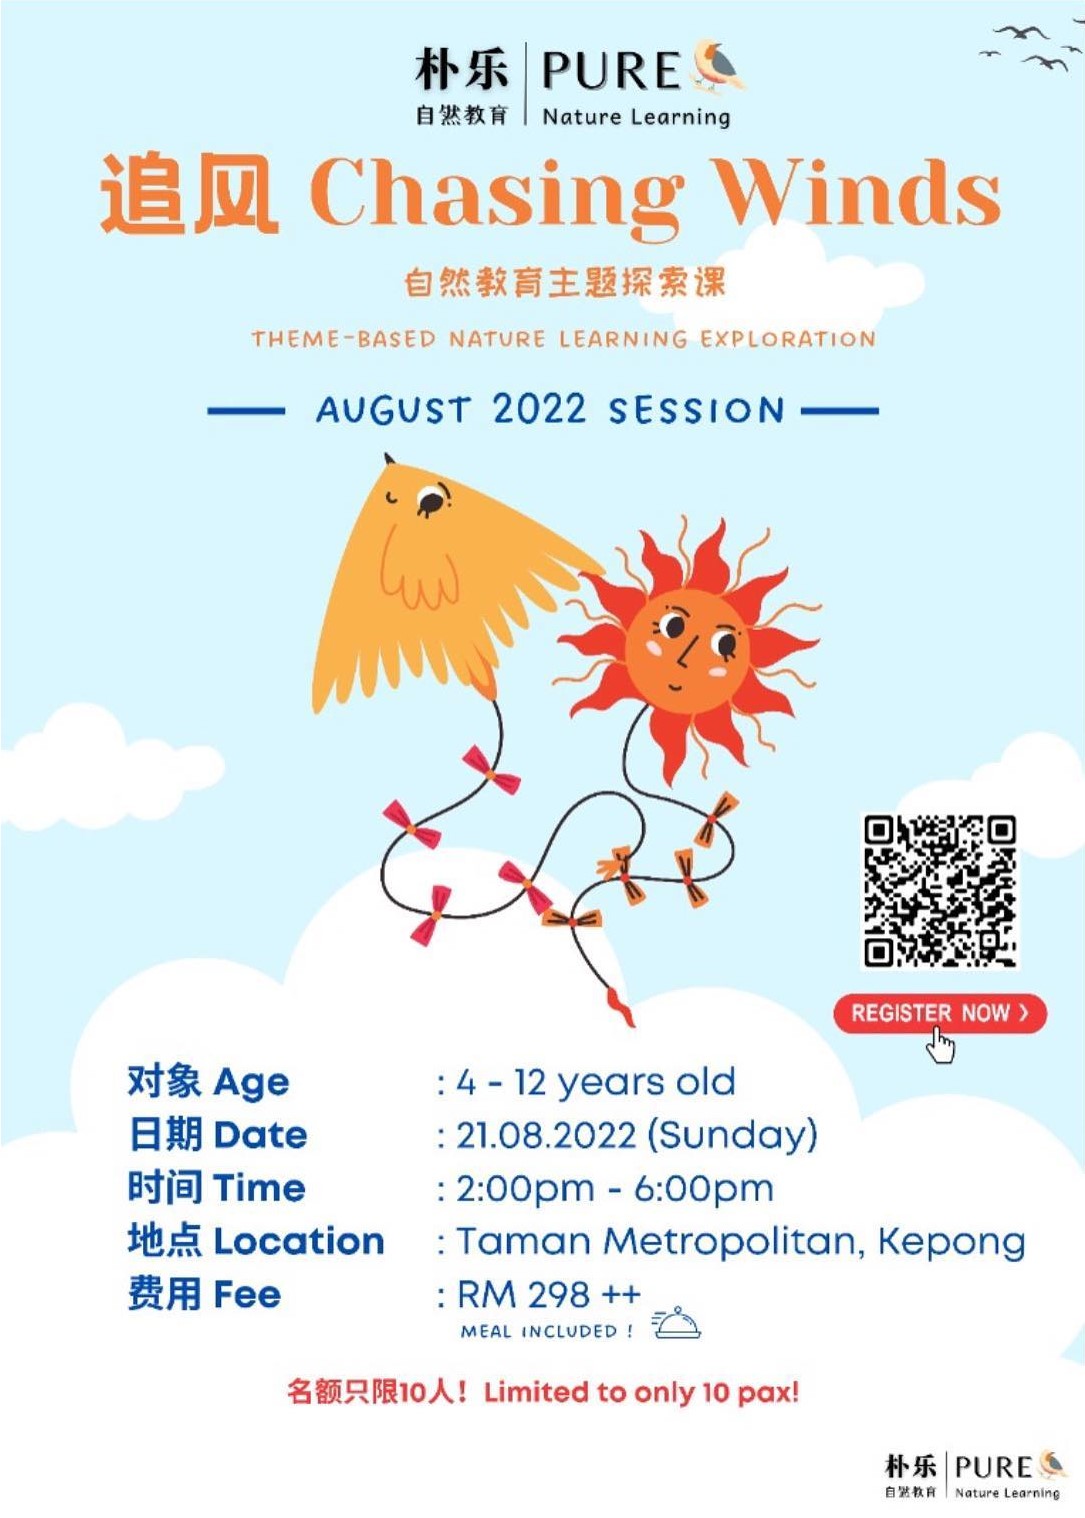 朴乐 | PURE
自然教育 | Nature Learning
追风 Chasing Winds
自然教育主题探索课
THEME-BASED NATURE LEARNING EXPLORATION
AUGUST 2022 SESSION
REGISTER NOW ❯
对象 Age : 4 - 12 years old
日期 Date : 21.08.2022 (Sunday)
时间 Time : 2:00pm - 6:00pm
地点 Location : Taman Metropolitan, Kepong
费用 Fee : RM 298 ++
MEAL INCLUDED !
名额只限10人! Limited to only 10 pax!
朴乐 | PURE
自然教育 | Nature Learning